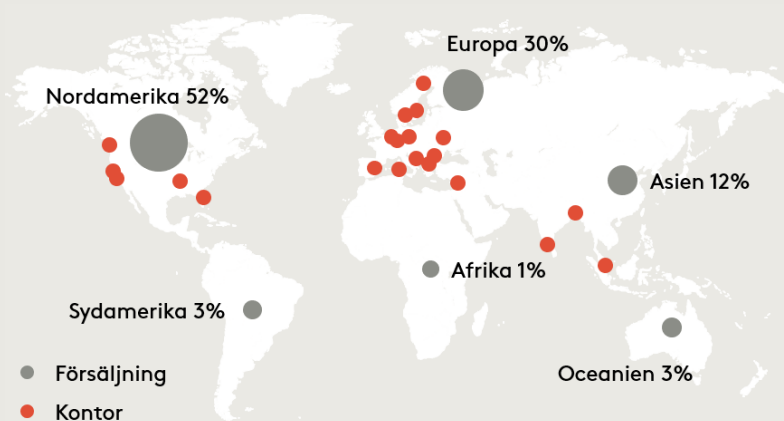 Europa 30%
Nordamerika 52%
Asien 12%
Afrika 1%
Sydamerika 3%
Försäljning
Oceanien 3%
Kontor